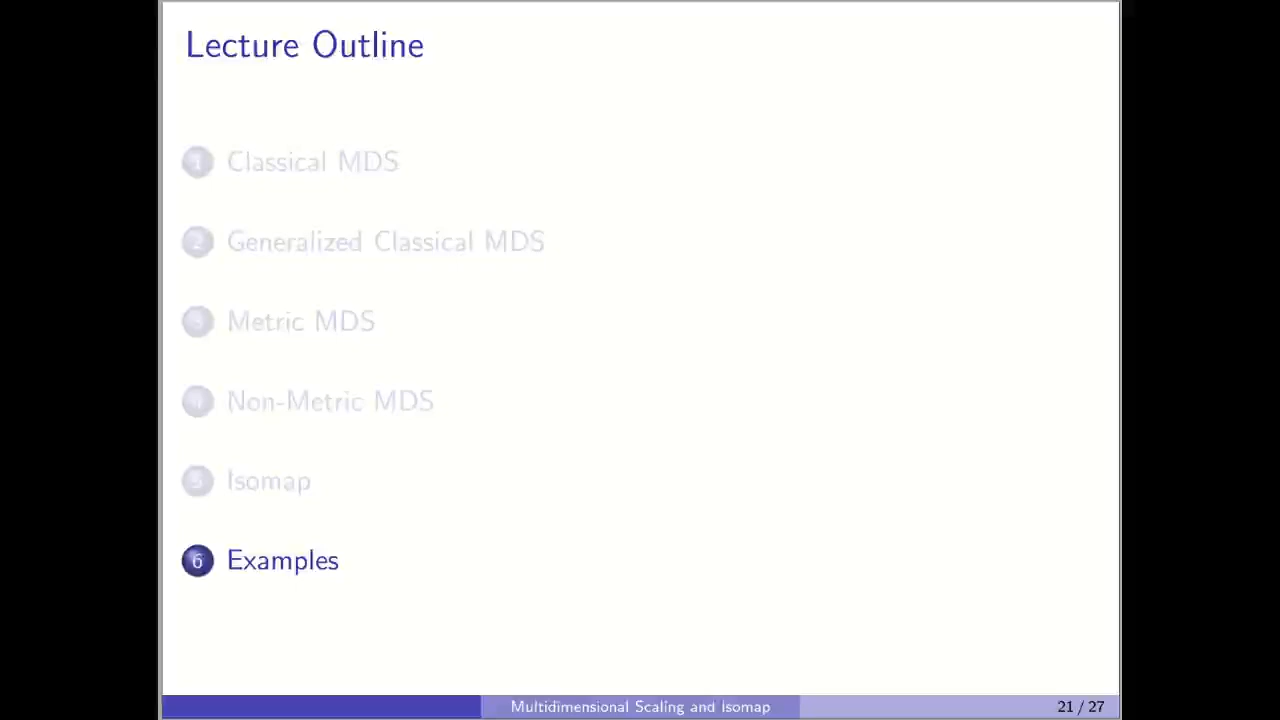 Lecture Outline
1 Classical MDS
2 Generalized Classical MDS
3 Metric MDS
4 Non-Metric MDS
5 Isomap
6 Examples
Multidimensional Scaling and Isomap
21 / 27